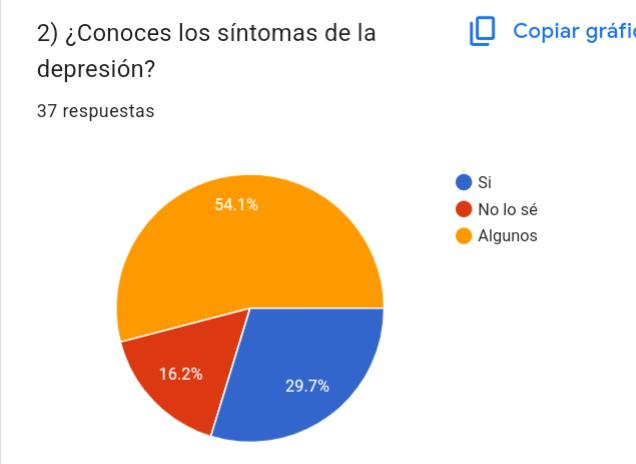 2) ¿Conoces los síntomas de la
depresión?
Copiar
37 respuestas
54.1%
16.2%
29.7%
Si
No lo sé
Algunos